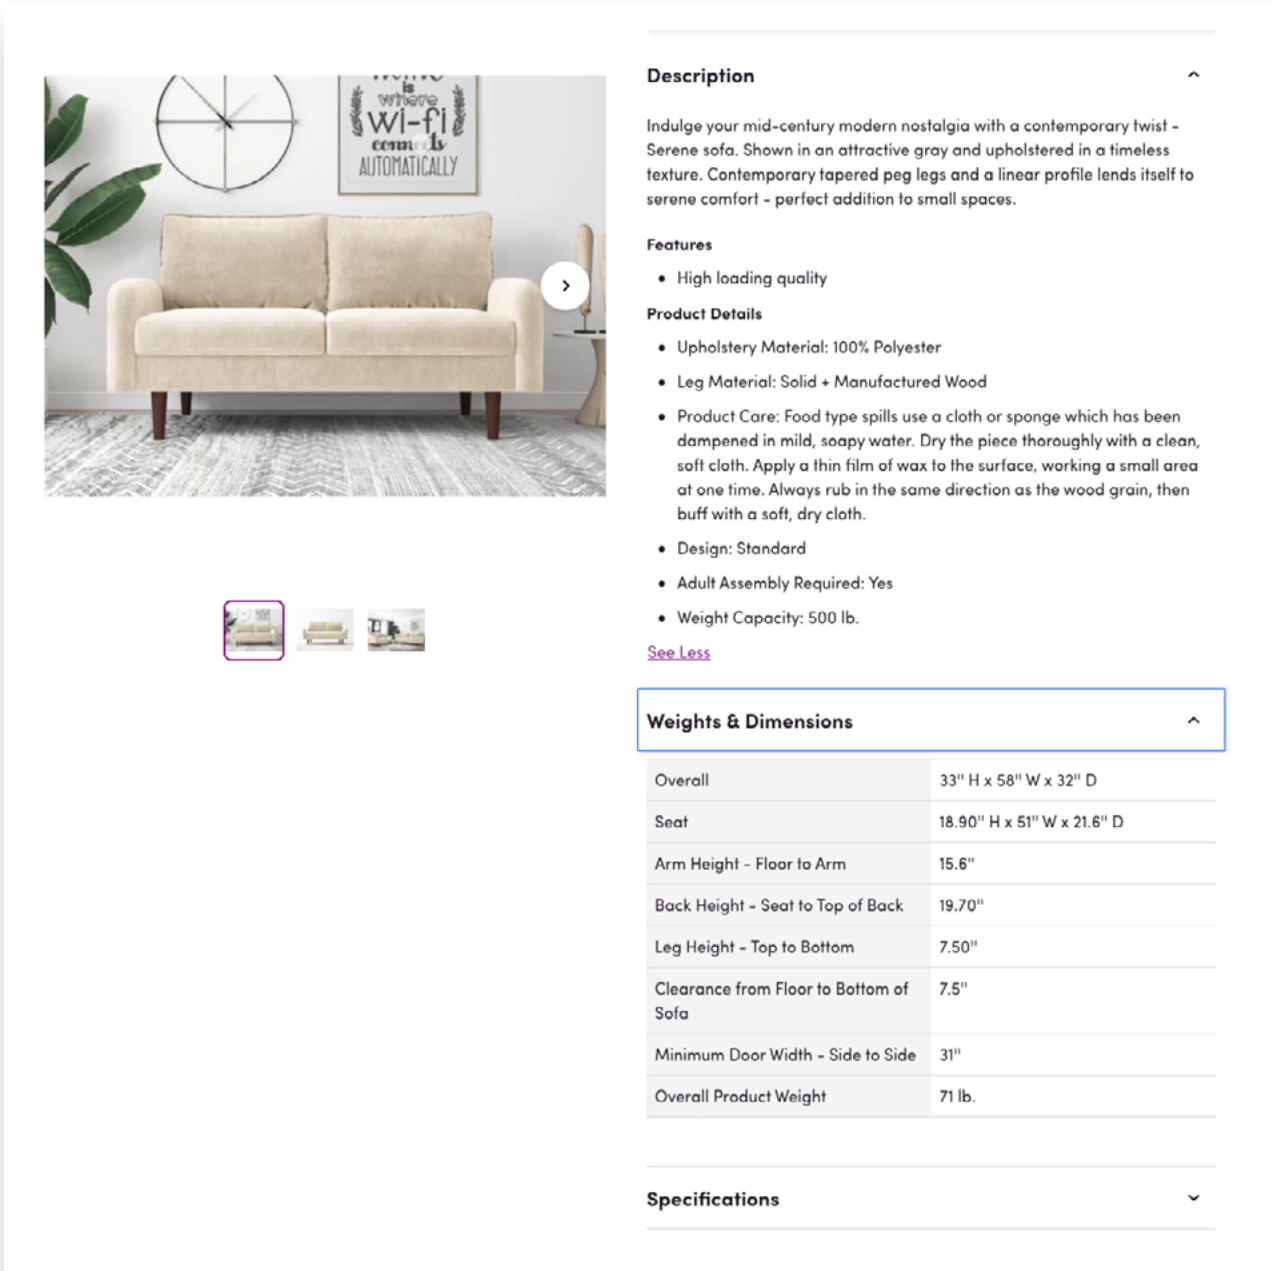 Home
is
where
wi-fi
connects
AUTOMATICALLY
Description
Indulge your mid-century modern nostalgia with a contemporary twist -
Serene sofa. Shown in an attractive gray and upholstered in a timeless
texture. Contemporary tapered peg legs and a linear profile lends itself to
serene comfort - perfect addition to small spaces.
Features
• High loading quality
Product Details
• Upholstery Material: 100% Polyester
• Leg Material: Solid + Manufactured Wood
• Product Care: Food type spills use a cloth or sponge which has been
dampened in mild, soapy water. Dry the piece thoroughly with a clean,
soft cloth. Apply a thin film of wax to the surface, working a small area
at one time. Always rub in the same direction as the wood grain, then
buff with a soft, dry cloth.
• Design: Standard
• Adult Assembly Required: Yes
• Weight Capacity: 500 lb.
See Less
Weights & Dimensions
Overall 33'' H x 58'' W x 32'' D
Seat 18.90'' H x 51'' W x 21.6'' D
Arm Height - Floor to Arm 15.6''
Back Height - Seat to Top of Back 19.70''
Leg Height - Top to Bottom 7.50''
Clearance from Floor to Bottom of 7.5''
Sofa
Minimum Door Width - Side to Side 31''
Overall Product Weight 71 lb.
Specifications